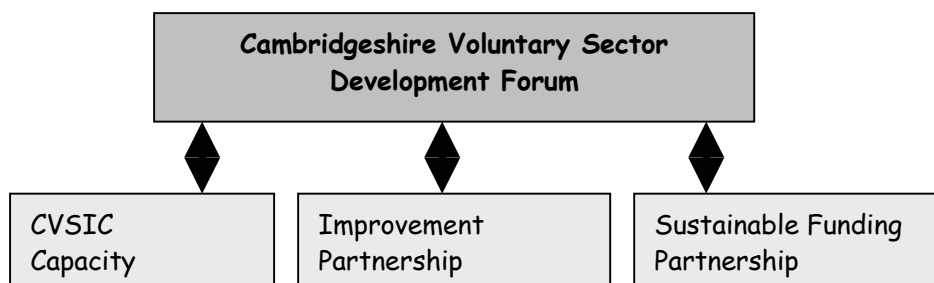 Cambridgeshire Voluntary Sector
Development Forum
CVSIC
Capacity
Improvement
Partnership
Sustainable Funding
Partnership